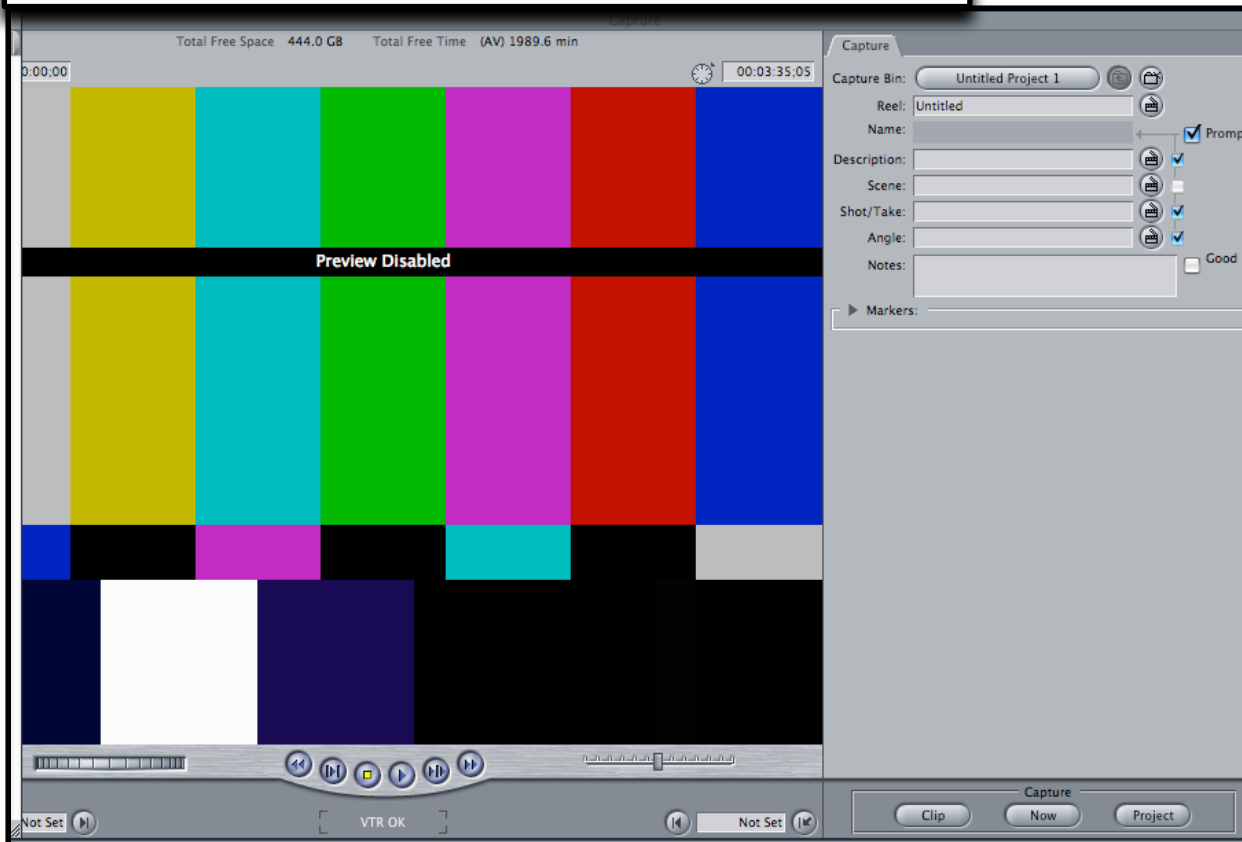 Capture
Total Free Space 444.0 GB Total Free Time (AV) 1989.6 min
0:00;00
00:03:35;05
Preview Disabled
VTR OK
Not Set
Not Set
Capture
Capture Bin: Untitled Project 1
Reel: Untitled
Name:
Promp
Description:
Scene:
Shot/Take:
Angle:
Notes:
Good
Markers:
Capture
Clip Now Project